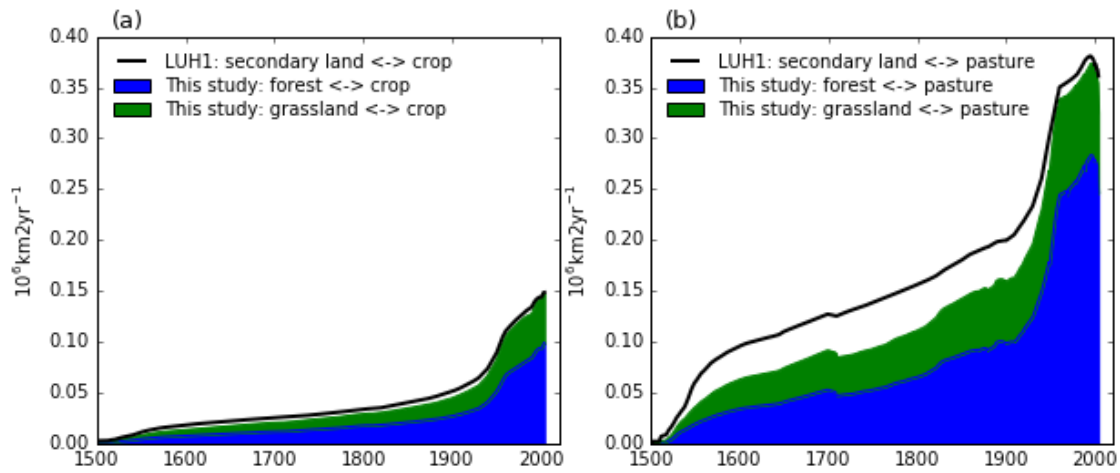 (a)
0.40
0.35
0.30
0.25
0.20
0.15
0.10
0.05
0.00
10⁶km2yr⁻¹
LUH1: secondary land <-> crop
This study: forest <-> crop
This study: grassland <-> crop
1500 1600 1700 1800 1900 2000
(b)
0.40
0.35
0.30
0.25
0.20
0.15
0.10
0.05
0.00
10⁶km2yr⁻¹
LUH1: secondary land <-> pasture
This study: forest <-> pasture
This study: grassland <-> pasture
1500 1600 1700 1800 1900 2000